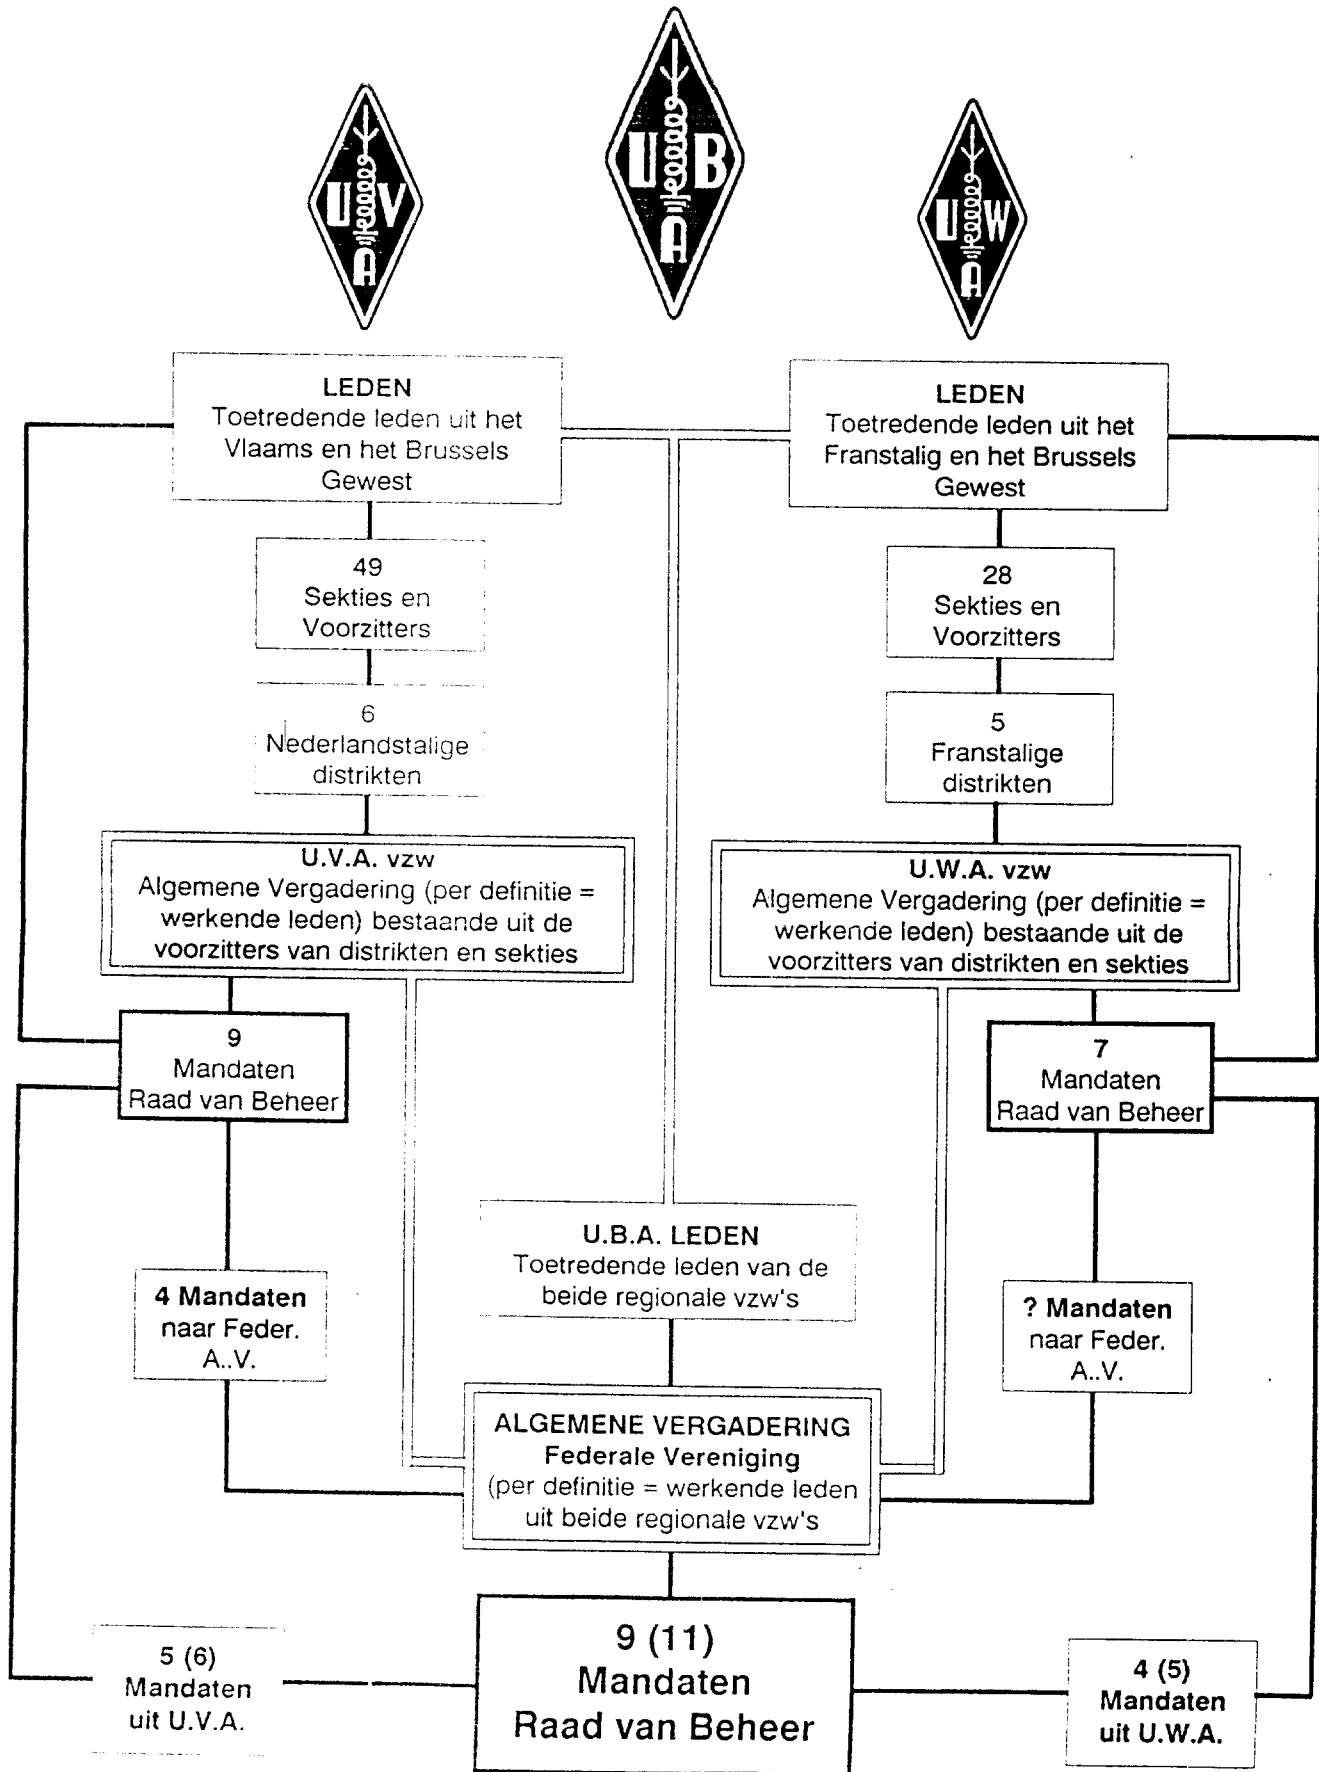 U V A
U B A
U W A
LEDEN
Toetredende leden uit het
Vlaams en het Brussels
Gewest
LEDEN
Toetredende leden uit het
Franstalig en het Brussels
Gewest
49
Sekties en
Voorzitters
28
Sekties en
Voorzitters
6
Nederlandstalige
distrikten
5
Franstalige
distrikten
U.V.A. vzw
Algemene Vergadering (per definitie =
werkende leden) bestaande uit de
voorzitters van distrikten en sekties
U.W.A. vzw
Algemene Vergadering (per definitie =
werkende leden) bestaande uit de
voorzitters van distrikten en sekties
9
Mandaten
Raad van Beheer
7
Mandaten
Raad van Beheer
U.B.A. LEDEN
Toetredende leden van de
beide regionale vzw's
4 Mandaten
naar Feder.
A..V.
? Mandaten
naar Feder.
A..V.
ALGEMENE VERGADERING
Federale Vereniging
(per definitie = werkende leden
uit beide regionale vzw's
5 (6)
Mandaten
uit U.V.A.
9 (11)
Mandaten
Raad van Beheer
4 (5)
Mandaten
uit U.W.A.